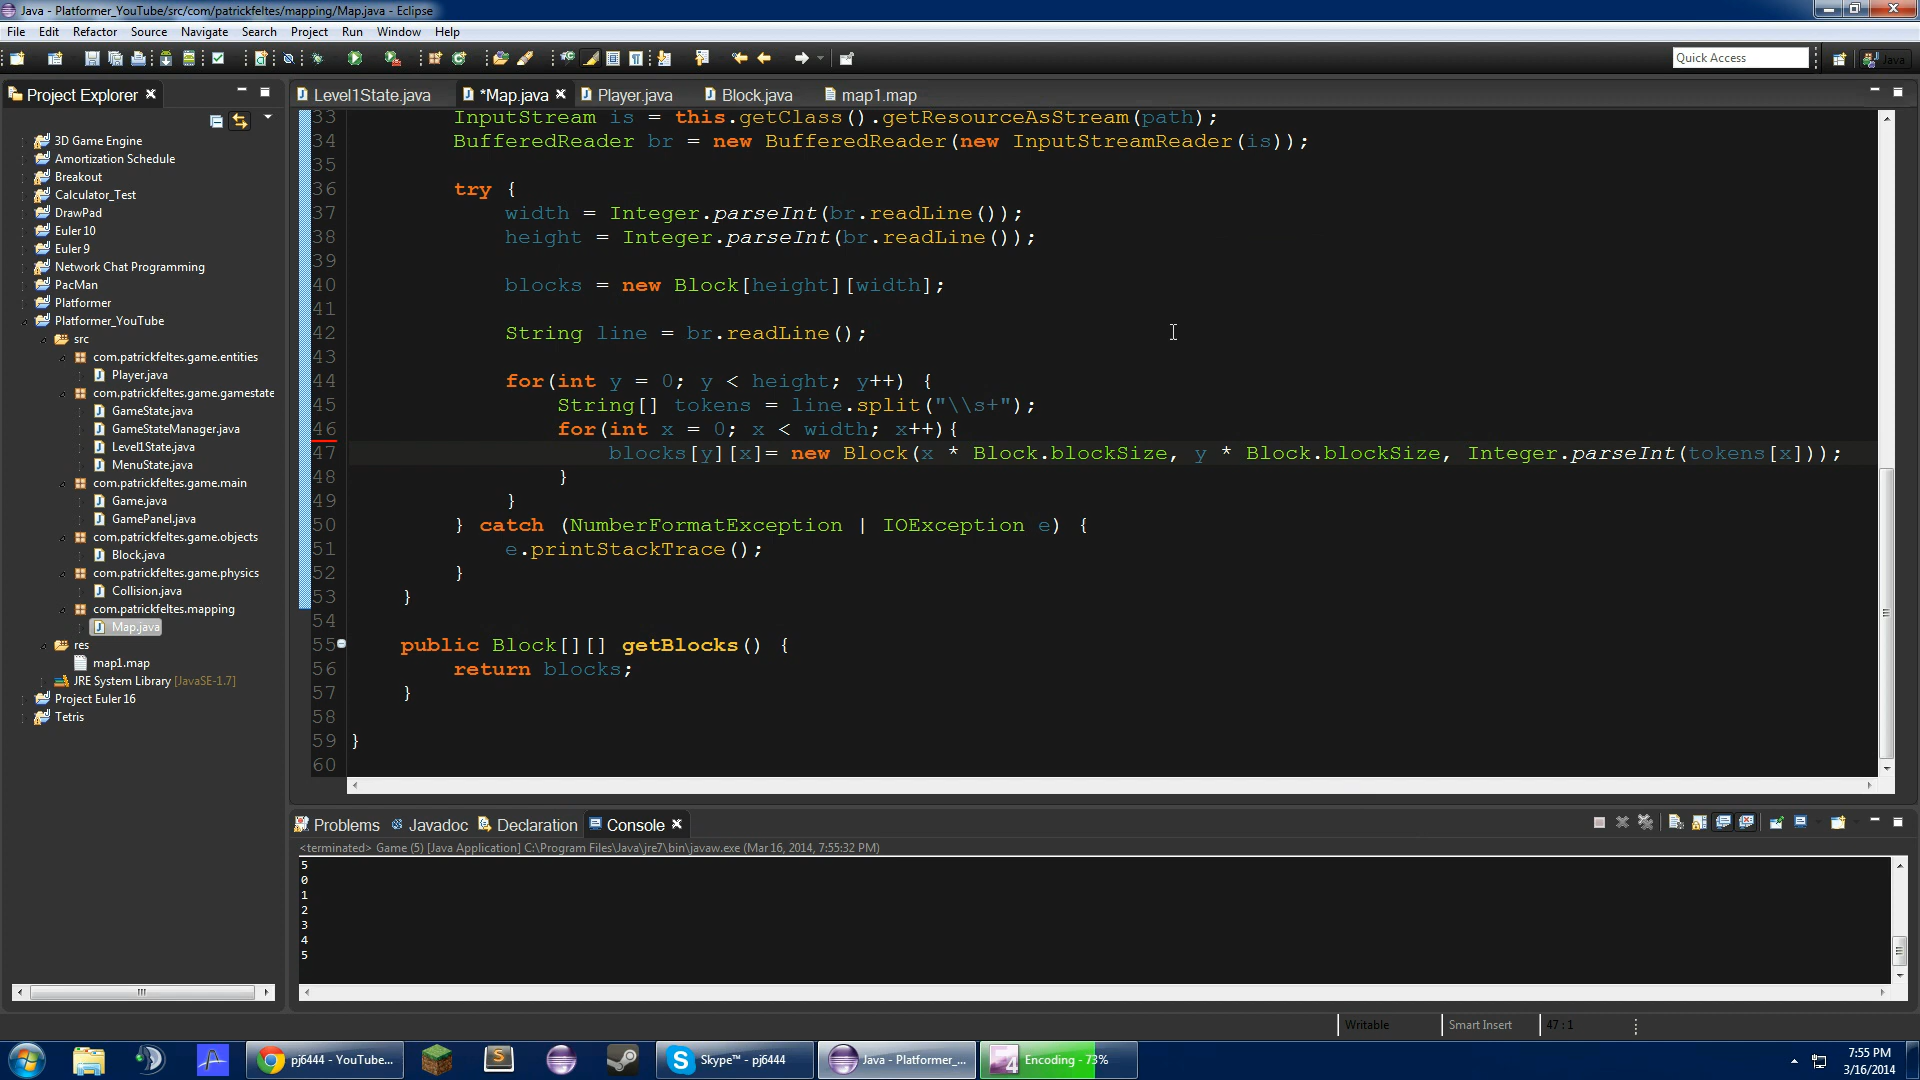 Java - Platformer_YouTube/src/com/patrickfeltes/mapping/Map.java - Eclipse
File Edit Refactor Source Navigate Search Project Run Window Help
Quick Access
Java
Project Explorer
Level1State.java *Map.java Player.java Block.java map1.map
3D Game Engine
Amortization Schedule
Breakout
Calculator_Test
DrawPad
Euler 10
Euler 9
Network Chat Programming
PacMan
Platformer
Platformer_YouTube
src
com.patrickfeltes.game.entities
Player.java
com.patrickfeltes.game.gamestate
GameState.java
GameStateManager.java
Level1State.java
MenuState.java
com.patrickfeltes.game.main
Game.java
GamePanel.java
com.patrickfeltes.game.objects
Block.java
com.patrickfeltes.game.physics
Collision.java
com.patrickfeltes.mapping
Map.java
res
map1.map
JRE System Library [JavaSE-1.7]
Project Euler 16
Tetris
33 InputStream is = this.getClass().getResourceAsStream(path);
34 BufferedReader br = new BufferedReader(new InputStreamReader(is));
35
36 try {
37 width = Integer.parseInt(br.readLine());
38 height = Integer.parseInt(br.readLine());
39
40 blocks = new Block[height][width];
41
42 String line = br.readLine();
43
44 for(int y = 0; y < height; y++) {
45 String[] tokens = line.split("\\s+");
46 for(int x = 0; x < width; x++){
47 blocks[y][x]= new Block(x * Block.blockSize, y * Block.blockSize, Integer.parseInt(tokens[x]));
48 }
49 }
50 } catch (NumberFormatException | IOException e) {
51 e.printStackTrace();
52 }
53 }
54
55 public Block[][] getBlocks() {
56 return blocks;
57 }
58
59 }
60
Problems Javadoc Declaration Console
<terminated> Game (5) [Java Application] C:\Program Files\Java\jre7\bin\javaw.exe (Mar 16, 2014, 7:55:32 PM)
5
0
1
2
3
4
5
Writable Smart Insert 47 : 1
pj6444 - YouTube... Skype™ - pj6444 Java - Platformer_... Encoding - 73%
7:55 PM
3/16/2014